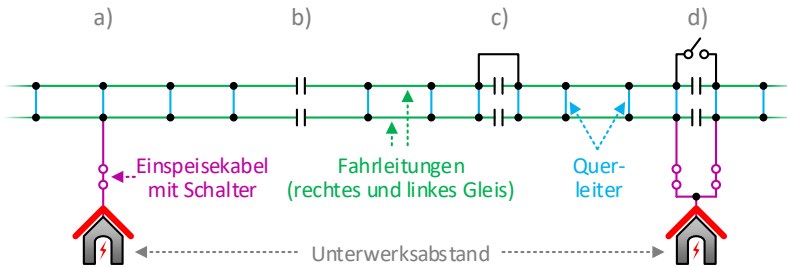 a)
b)
c)
d)
Einspeisekabel
mit Schalter
Fahrleitungen
(rechtes und linkes Gleis)
Quer-
leiter
Unterwerksabstand